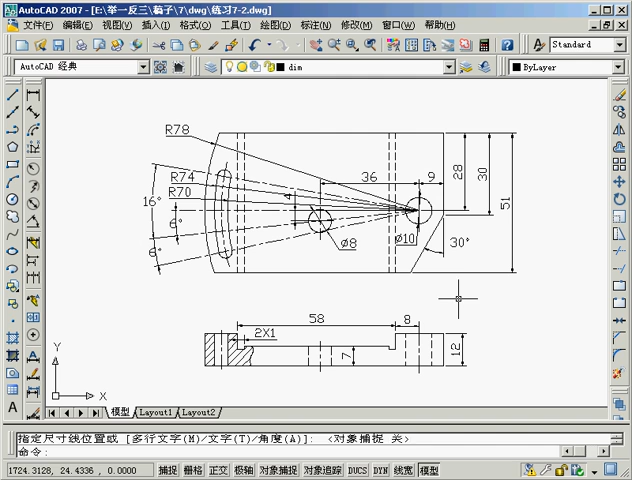 AutoCAD 2007 - [E:\举一反三\稿子\7\dwg\练习7-2.dwg]
文件(F) 编辑(E) 视图(V) 插入(I) 格式(O) 工具(T) 绘图(D) 标注(N) 修改(M) 窗口(W) 帮助(H)
Standard
AutoCAD 经典 dim ByLayer
R78
36 9
R74
R70
28
30
51
16°
4
6°
6°
Ø8
Ø10
30°
58
8
2X1
7
12
Y
X
模型 Layout1 Layout2
指定尺寸线位置或 [多行文字(M)/文字(T)/角度(A)]: <对象捕捉 关>
命令:
1724.3128, 24.4336 , 0.0000 捕捉 栅格 正交 极轴 对象捕捉 对象追踪 DUCS DYN 线宽 模型